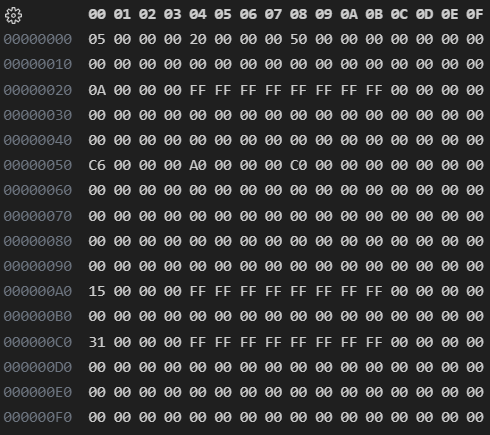 00 01 02 03 04 05 06 07 08 09 0A 0B 0C 0D 0E 0F
00000000 05 00 00 00 20 00 00 00 50 00 00 00 00 00 00 00
00000010 00 00 00 00 00 00 00 00 00 00 00 00 00 00 00 00
00000020 0A 00 00 00 FF FF FF FF FF FF FF FF 00 00 00 00
00000030 00 00 00 00 00 00 00 00 00 00 00 00 00 00 00 00
00000040 00 00 00 00 00 00 00 00 00 00 00 00 00 00 00 00
00000050 C6 00 00 00 A0 00 00 00 C0 00 00 00 00 00 00 00
00000060 00 00 00 00 00 00 00 00 00 00 00 00 00 00 00 00
00000070 00 00 00 00 00 00 00 00 00 00 00 00 00 00 00 00
00000080 00 00 00 00 00 00 00 00 00 00 00 00 00 00 00 00
00000090 00 00 00 00 00 00 00 00 00 00 00 00 00 00 00 00
000000A0 15 00 00 00 FF FF FF FF FF FF FF FF 00 00 00 00
000000B0 00 00 00 00 00 00 00 00 00 00 00 00 00 00 00 00
000000C0 31 00 00 00 FF FF FF FF FF FF FF FF 00 00 00 00
000000D0 00 00 00 00 00 00 00 00 00 00 00 00 00 00 00 00
000000E0 00 00 00 00 00 00 00 00 00 00 00 00 00 00 00 00
000000F0 00 00 00 00 00 00 00 00 00 00 00 00 00 00 00 00